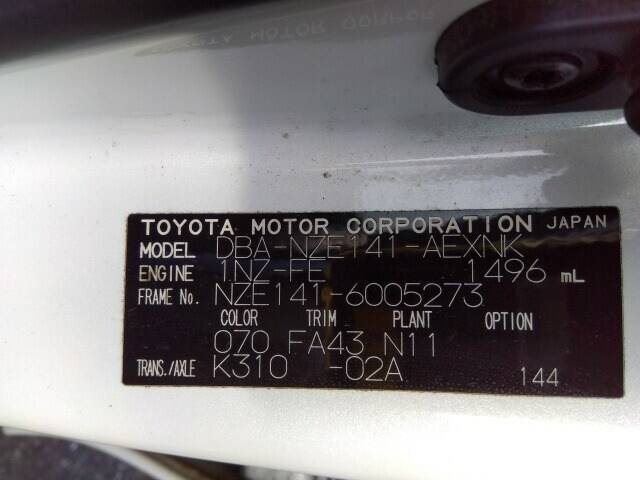 TOYOTA MOTOR CORPORATION JAPAN
MODEL DBA-NZE141-AEXNK
ENGINE 1NZ-FE 1496 mL
FRAME No. NZE141-6005273
COLOR TRIM PLANT OPTION
070 FA43 N11
TRANS./AXLE K310 -02A 144